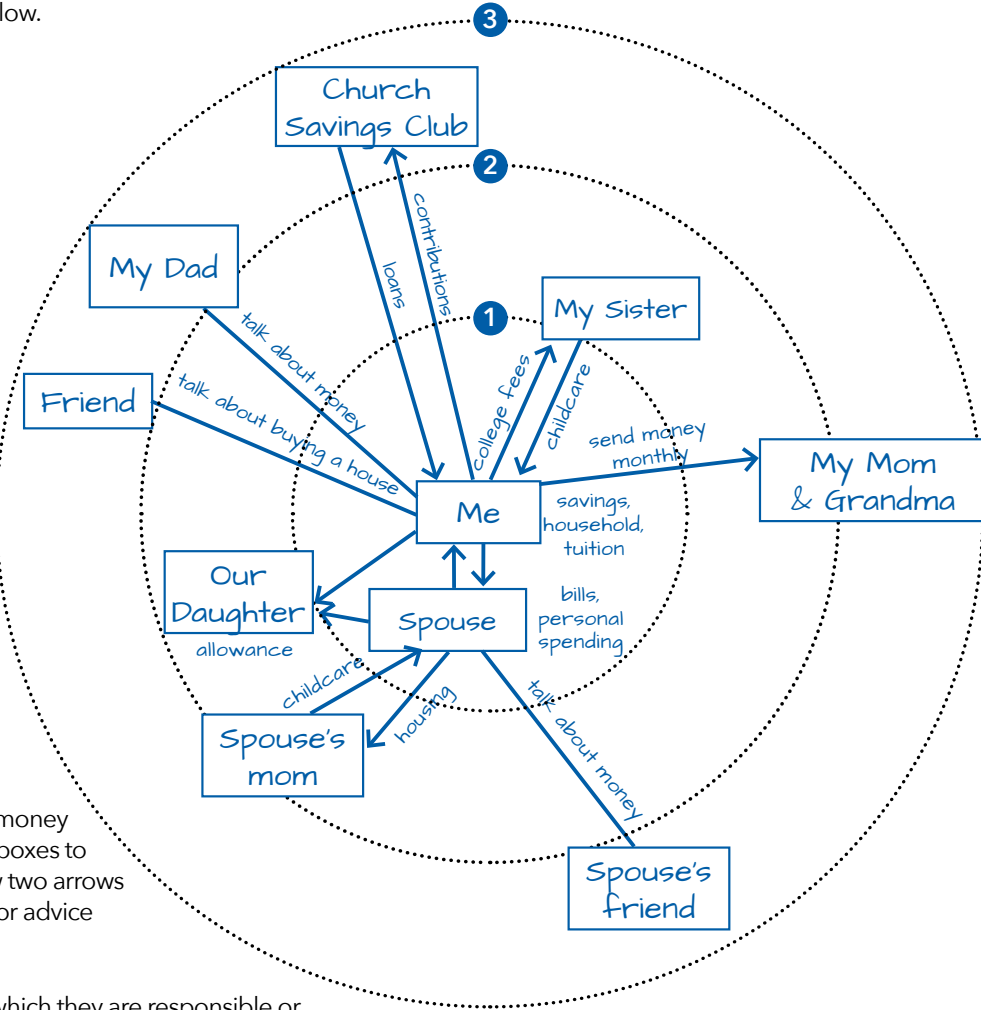 low.
3
Church
Savings Club
2
contributions
loans
My Dad
My Sister
1
talk about money
Friend
talk about buying a house
college fees
childcare
send money
monthly
My Mom
& Grandma
Me
savings,
household,
tuition
Our
Daughter
allowance
Spouse
bills,
personal
spending
childcare
housing
talk about money
Spouse's
mom
Spouse's
friend
money
boxes to
two arrows
or advice
which they are responsible or